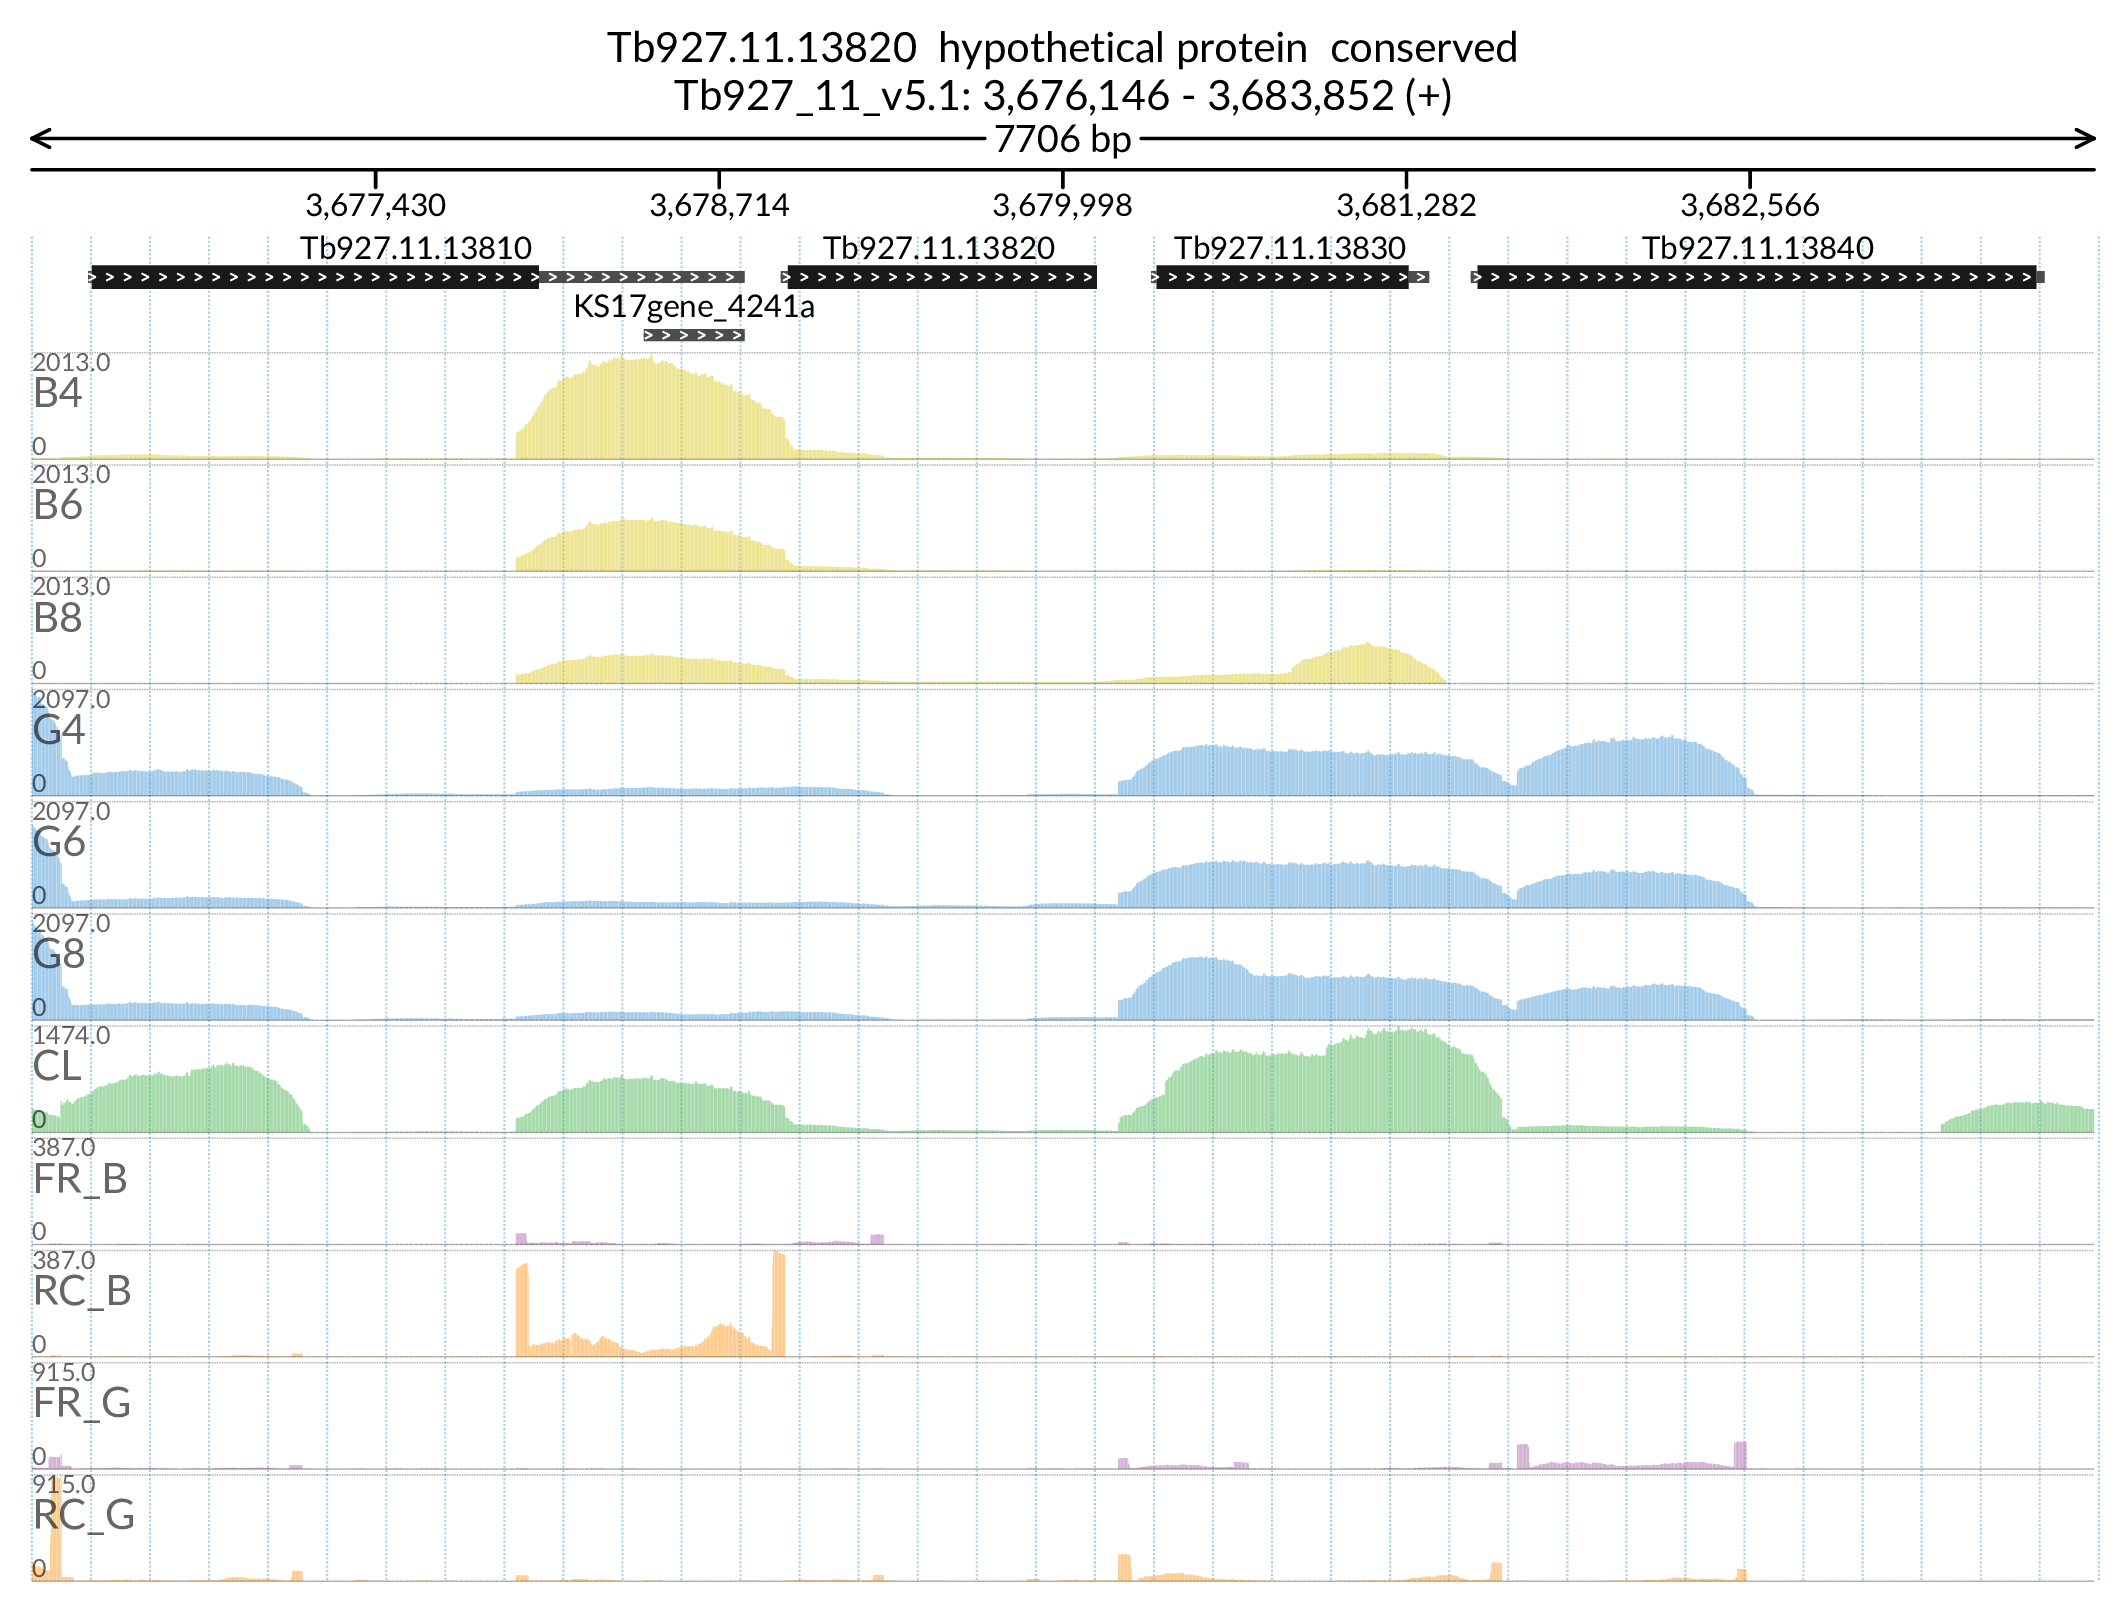 Tb927.11.13820  hypothetical protein  conserved
Tb927_11_v5.1: 3,676,146 - 3,683,852 (+)
7706 bp
3,677,430 3,678,714 3,679,998 3,681,282 3,682,566
Tb927.11.13810 Tb927.11.13820 Tb927.11.13830 Tb927.11.13840
KS17gene_4241a
2013.0
B4
0
2013.0
B6
0
2013.0
B8
0
2097.0
G4
0
2097.0
G6
0
2097.0
G8
0
1474.0
CL
0
387.0
FR_B
0
387.0
RC_B
0
915.0
FR_G
0
915.0
RC_G
0